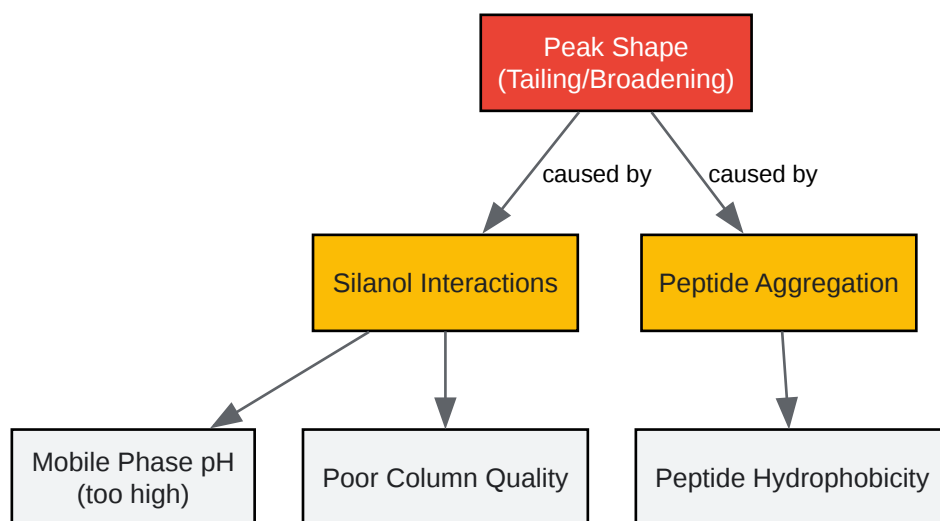 Peak Shape
(Tailing/Broadening)
caused by
caused by
Silanol Interactions
Peptide Aggregation
Mobile Phase pH
(too high)
Poor Column Quality
Peptide Hydrophobicity